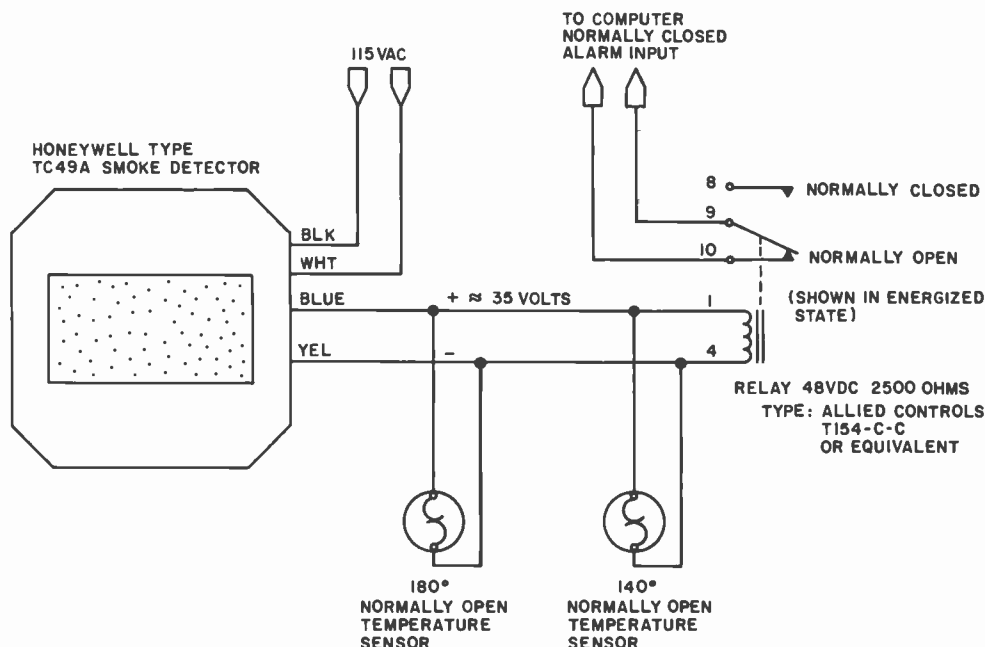 TO COMPUTER
NORMALLY CLOSED
ALARM INPUT
115VAC
HONEYWELL TYPE
TC49A SMOKE DETECTOR
8
NORMALLY CLOSED
9
BLK
10
NORMALLY OPEN
WHT
BLUE
+ ≈ 35 VOLTS
1
(SHOWN IN ENERGIZED
STATE)
YEL
-
4
RELAY 48VDC 2500 OHMS
TYPE: ALLIED CONTROLS
T154-C-C
OR EQUIVALENT
180°
NORMALLY OPEN
TEMPERATURE
SENSOR
140°
NORMALLY OPEN
TEMPERATURE
SENSOR